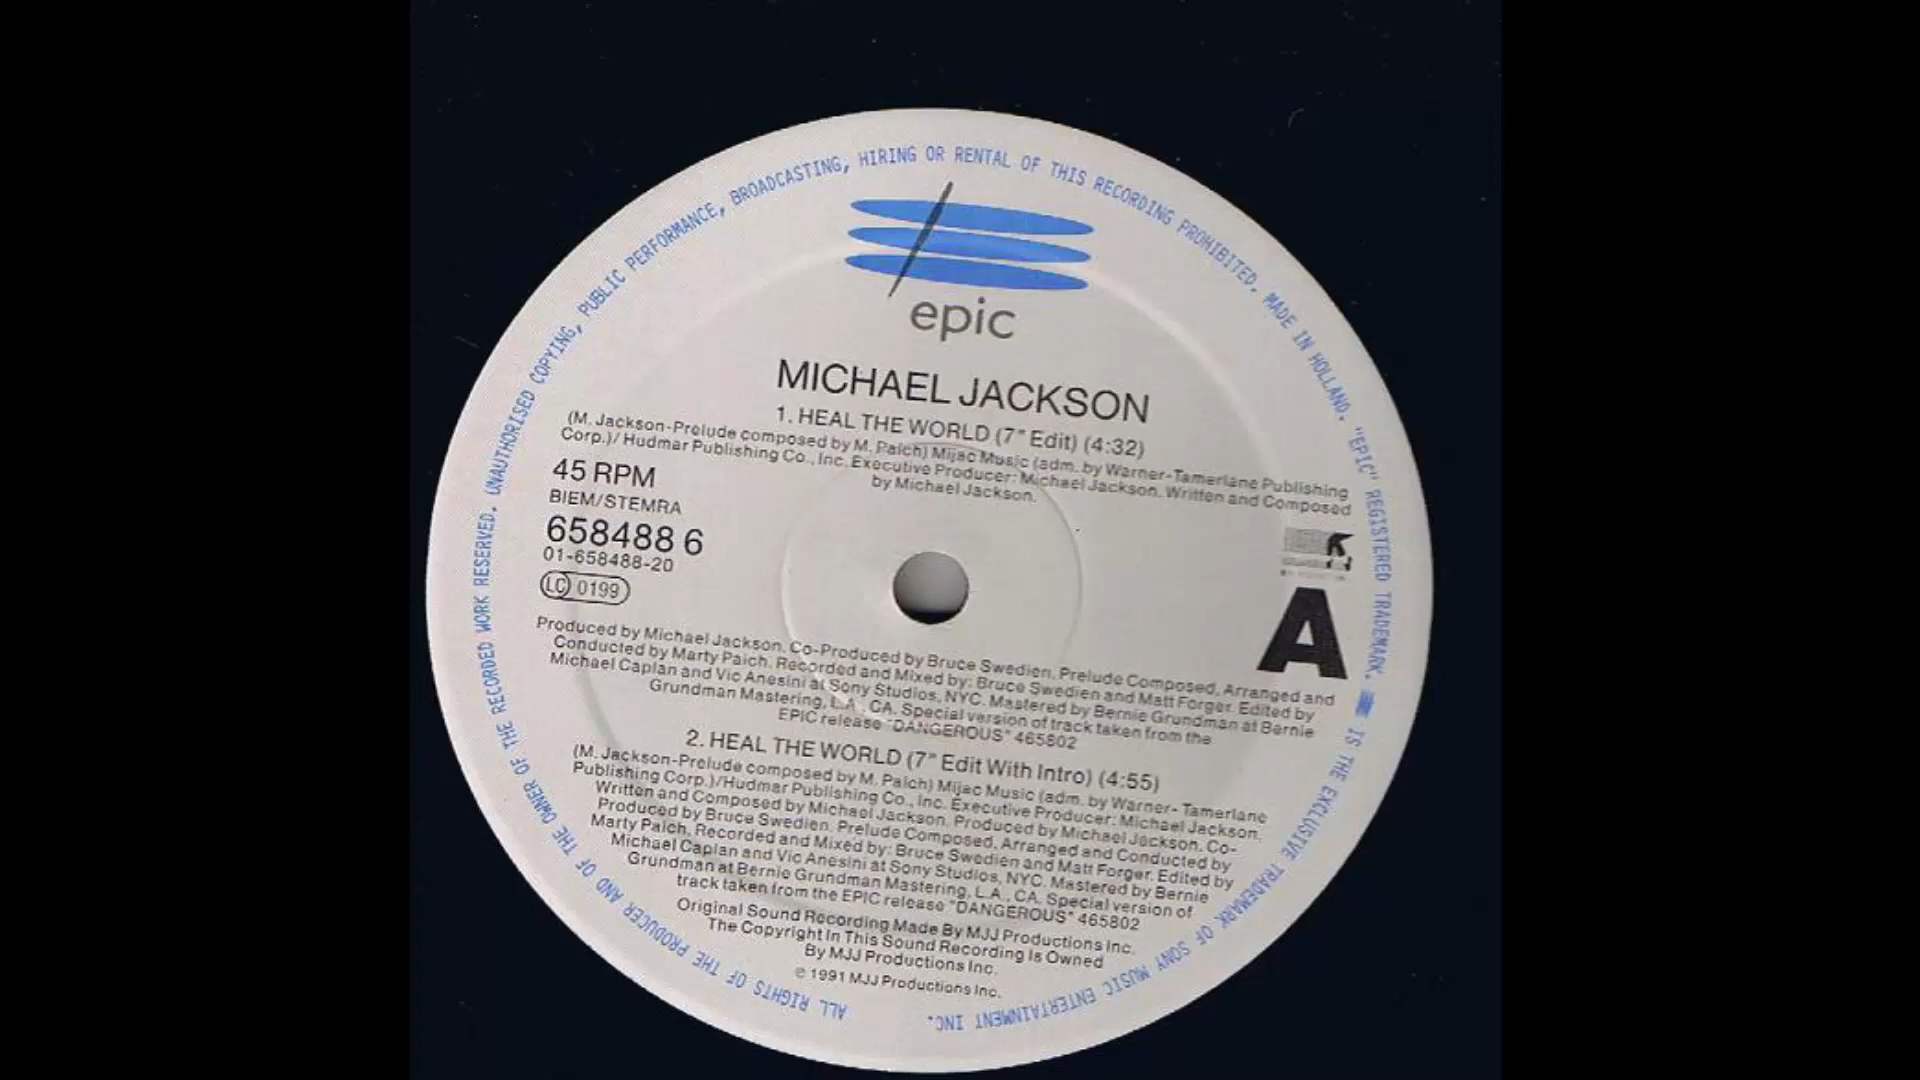 ALL RIGHTS OF THE PRODUCER AND OF THE OWNER OF THE RECORDED WORK RESERVED. UNAUTHORISED COPYING, PUBLIC PERFORMANCE, BROADCASTING, HIRING OR RENTAL OF THIS RECORDING PROHIBITED. MADE IN HOLLAND. "EPIC" REGISTERED TRADEMARK. IS THE EXCLUSIVE TRADEMARK OF SONY MUSIC ENTERTAINMENT INC.
epic
MICHAEL JACKSON
1. HEAL THE WORLD (7" Edit) (4:32)
(M. Jackson-Prelude composed by M. Paich) Mijac Music (adm. by Warner-Tamerlane Publishing
Corp.)/ Hudmar Publishing Co., Inc. Executive Producer: Michael Jackson. Written and Composed
by Michael Jackson.
45 RPM
BIEM/STEMRA
658488 6
01-658488-20
LC 0199
A
Produced by Michael Jackson. Co-Produced by Bruce Swedien. Prelude Composed, Arranged and
Conducted by Marty Paich. Recorded and Mixed by: Bruce Swedien and Matt Forger. Edited by
Michael Caplan and Vic Anesini at Sony Studios, NYC. Mastered by Bernie Grundman at Bernie
Grundman Mastering, L.A., CA. Special version of track taken from the
EPIC release "DANGEROUS" 465802
2. HEAL THE WORLD (7" Edit With Intro) (4:55)
(M. Jackson-Prelude composed by M. Paich) Mijac Music (adm. by Warner- Tamerlane
Publishing Corp.)/Hudmar Publishing Co., Inc. Executive Producer: Michael Jackson.
Written and Composed by Michael Jackson. Produced by Michael Jackson. Co-
Produced by Bruce Swedien. Prelude Composed, Arranged and Conducted by
Marty Paich. Recorded and Mixed by: Bruce Swedien and Matt Forger. Edited by
Michael Caplan and Vic Anesini at Sony Studios, NYC. Mastered by Bernie
Grundman at Bernie Grundman Mastering, L.A., CA. Special version of
track taken from the EPIC release "DANGEROUS" 465802
Original Sound Recording Made By MJJ Productions Inc.
The Copyright In This Sound Recording Is Owned
By MJJ Productions Inc.
℗ 1991 MJJ Productions Inc.